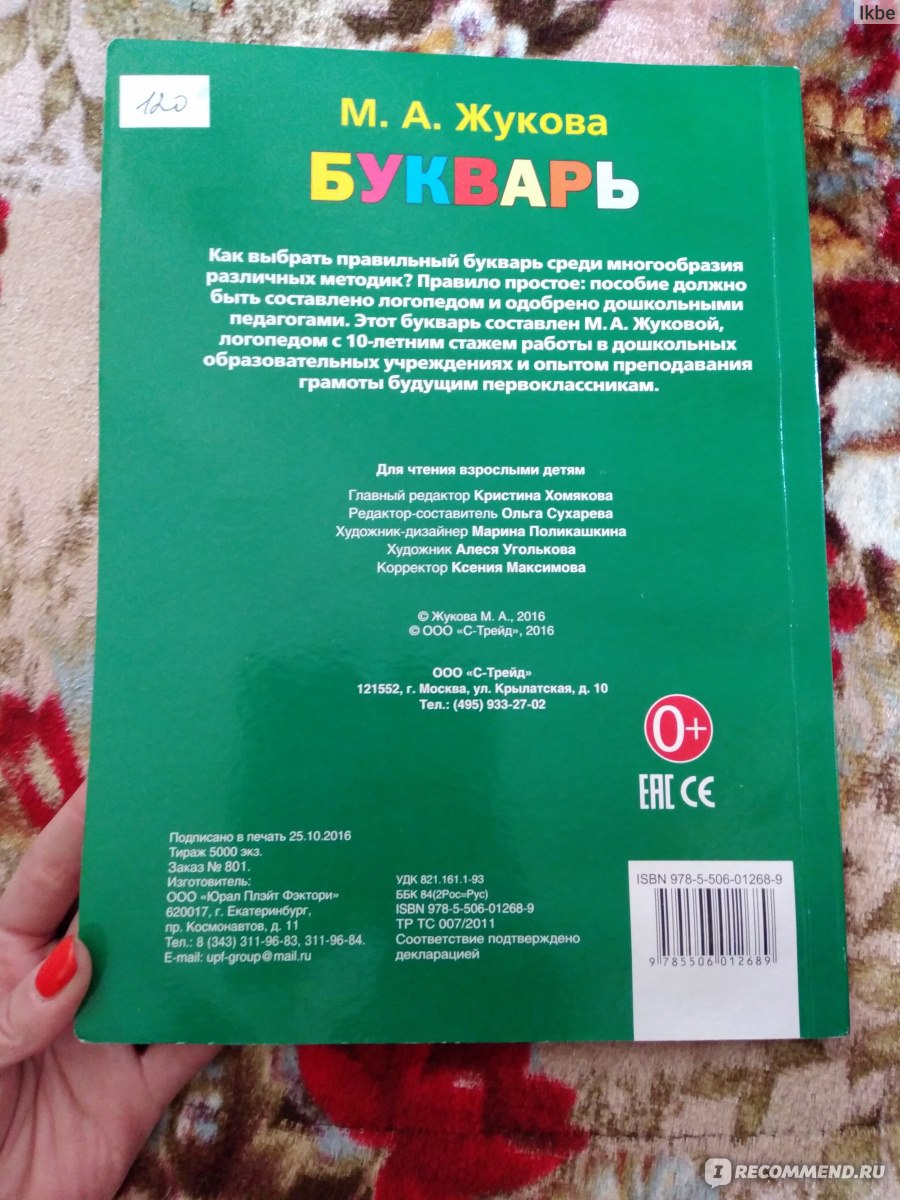 lkbe
120
М. А. Жукова
БУКВАРЬ
Как выбрать правильный букварь среди многообразия
различных методик? Правило простое: пособие должно
быть составлено логопедом и одобрено дошкольными
педагогами. Этот букварь составлен М. А. Жуковой,
логопедом с 10-летним стажем работы в дошкольных
образовательных учреждениях и опытом преподавания
грамоты будущим первоклассникам.
Для чтения взрослыми детям
Главный редактор Кристина Хомякова
Редактор-составитель Ольга Сухарева
Художник-дизайнер Марина Поликашкина
Художник Алеся Уголькова
Корректор Ксения Максимова
© Жукова М. А., 2016
© ООО «С-Трейд», 2016
ООО «С-Трейд»
121552, г. Москва, ул. Крылатская, д. 10
Тел.: (495) 933-27-02
0+
EAC CE
Подписано в печать 25.10.2016
Тираж 5000 экз.
Заказ № 801.
Изготовитель:
ООО «Юрал Плэйт Фэктори»
620017, г. Екатеринбург,
пр. Космонавтов, д. 11
Тел.: 8 (343) 311-96-83, 311-96-84.
E-mail: upf-group@mail.ru
УДК 821.161.1-93
ББК 84(2Рос=Рус)
ISBN 978-5-506-01268-9
ТР ТС 007/2011
Соответствие подтверждено
декларацией
ISBN 978-5-506-01268-9
9 785506 012689
I RECOMMEND.RU